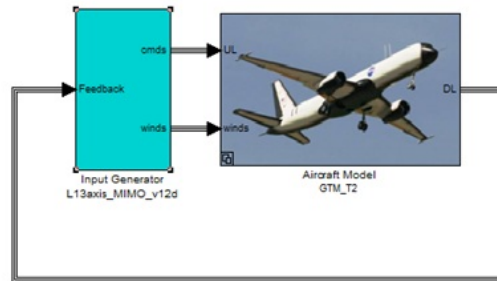 cmds
UL
Feedback
DL
winds
winds
Input Generator
L13axis_MIMO_v12d
Aircraft Model
GTM_T2